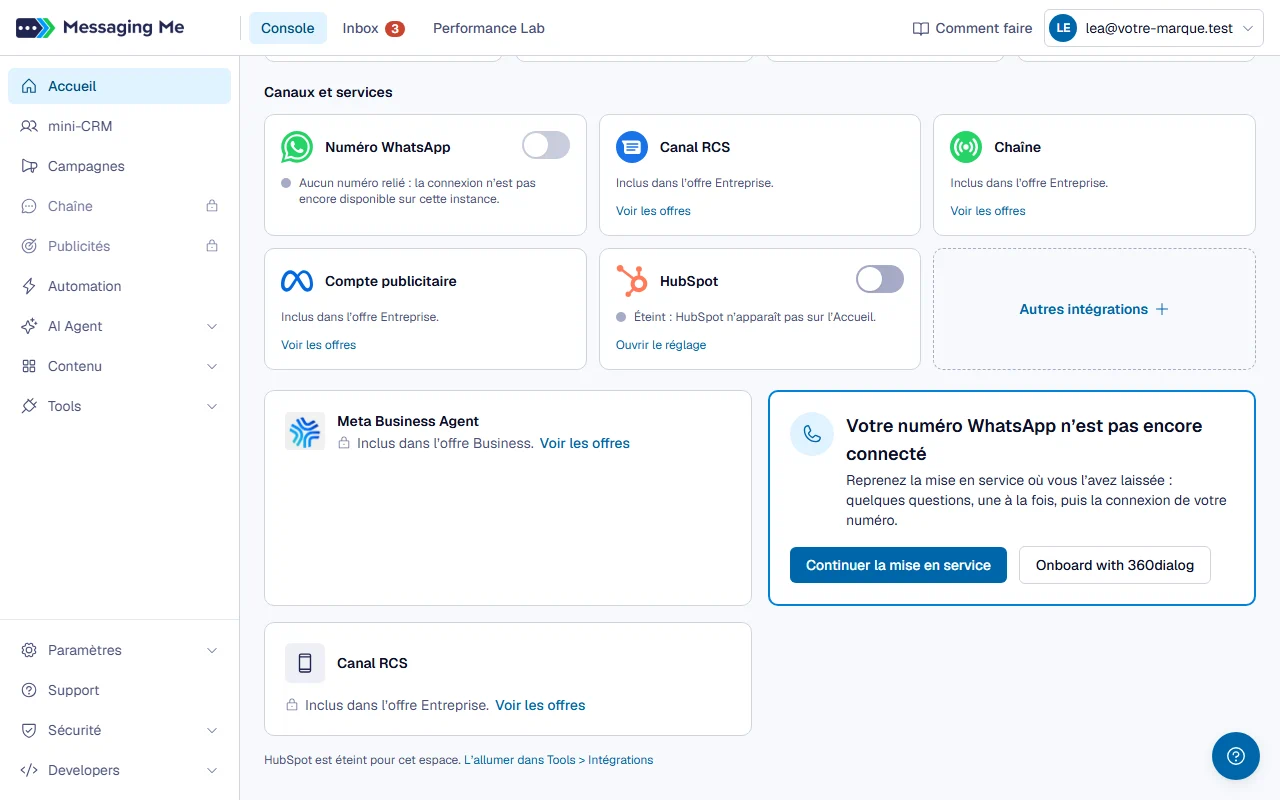 Messaging Me
Console
Inbox 3
Performance Lab
Comment faire
LE lea@votre-marque.test
Accueil
mini-CRM
Campagnes
Chaîne
Publicités
Automation
AI Agent
Contenu
Tools
Paramètres
Support
Sécurité
Developers
Canaux et services
Numéro WhatsApp
Aucun numéro relié : la connexion n'est pas
encore disponible sur cette instance.
Canal RCS
Inclus dans l'offre Entreprise.
Voir les offres
Chaîne
Inclus dans l'offre Entreprise.
Voir les offres
Compte publicitaire
Inclus dans l'offre Entreprise.
Voir les offres
HubSpot
Éteint : HubSpot n'apparaît pas sur l'Accueil.
Ouvrir le réglage
Autres intégrations
Meta Business Agent
Inclus dans l'offre Business. Voir les offres
Votre numéro WhatsApp n'est pas encore
connecté
Reprenez la mise en service où vous l'avez laissée :
quelques questions, une à la fois, puis la connexion de votre
numéro.
Continuer la mise en service
Onboard with 360dialog
Canal RCS
Inclus dans l'offre Entreprise. Voir les offres
HubSpot est éteint pour cet espace. L'allumer dans Tools > Intégrations